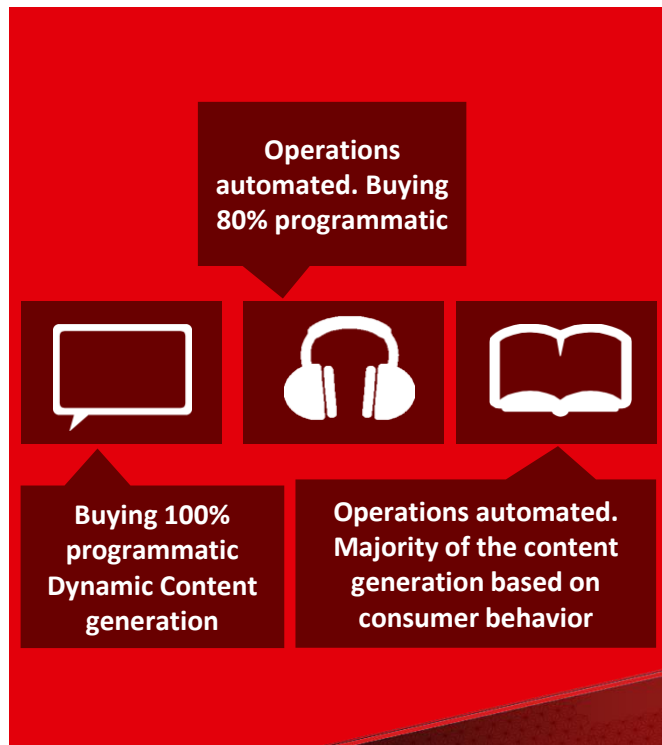 Operations
automated. Buying
80% programmatic
Buying 100%
programmatic
Dynamic Content
generation
Operations automated.
Majority of the content
generation based on
consumer behavior